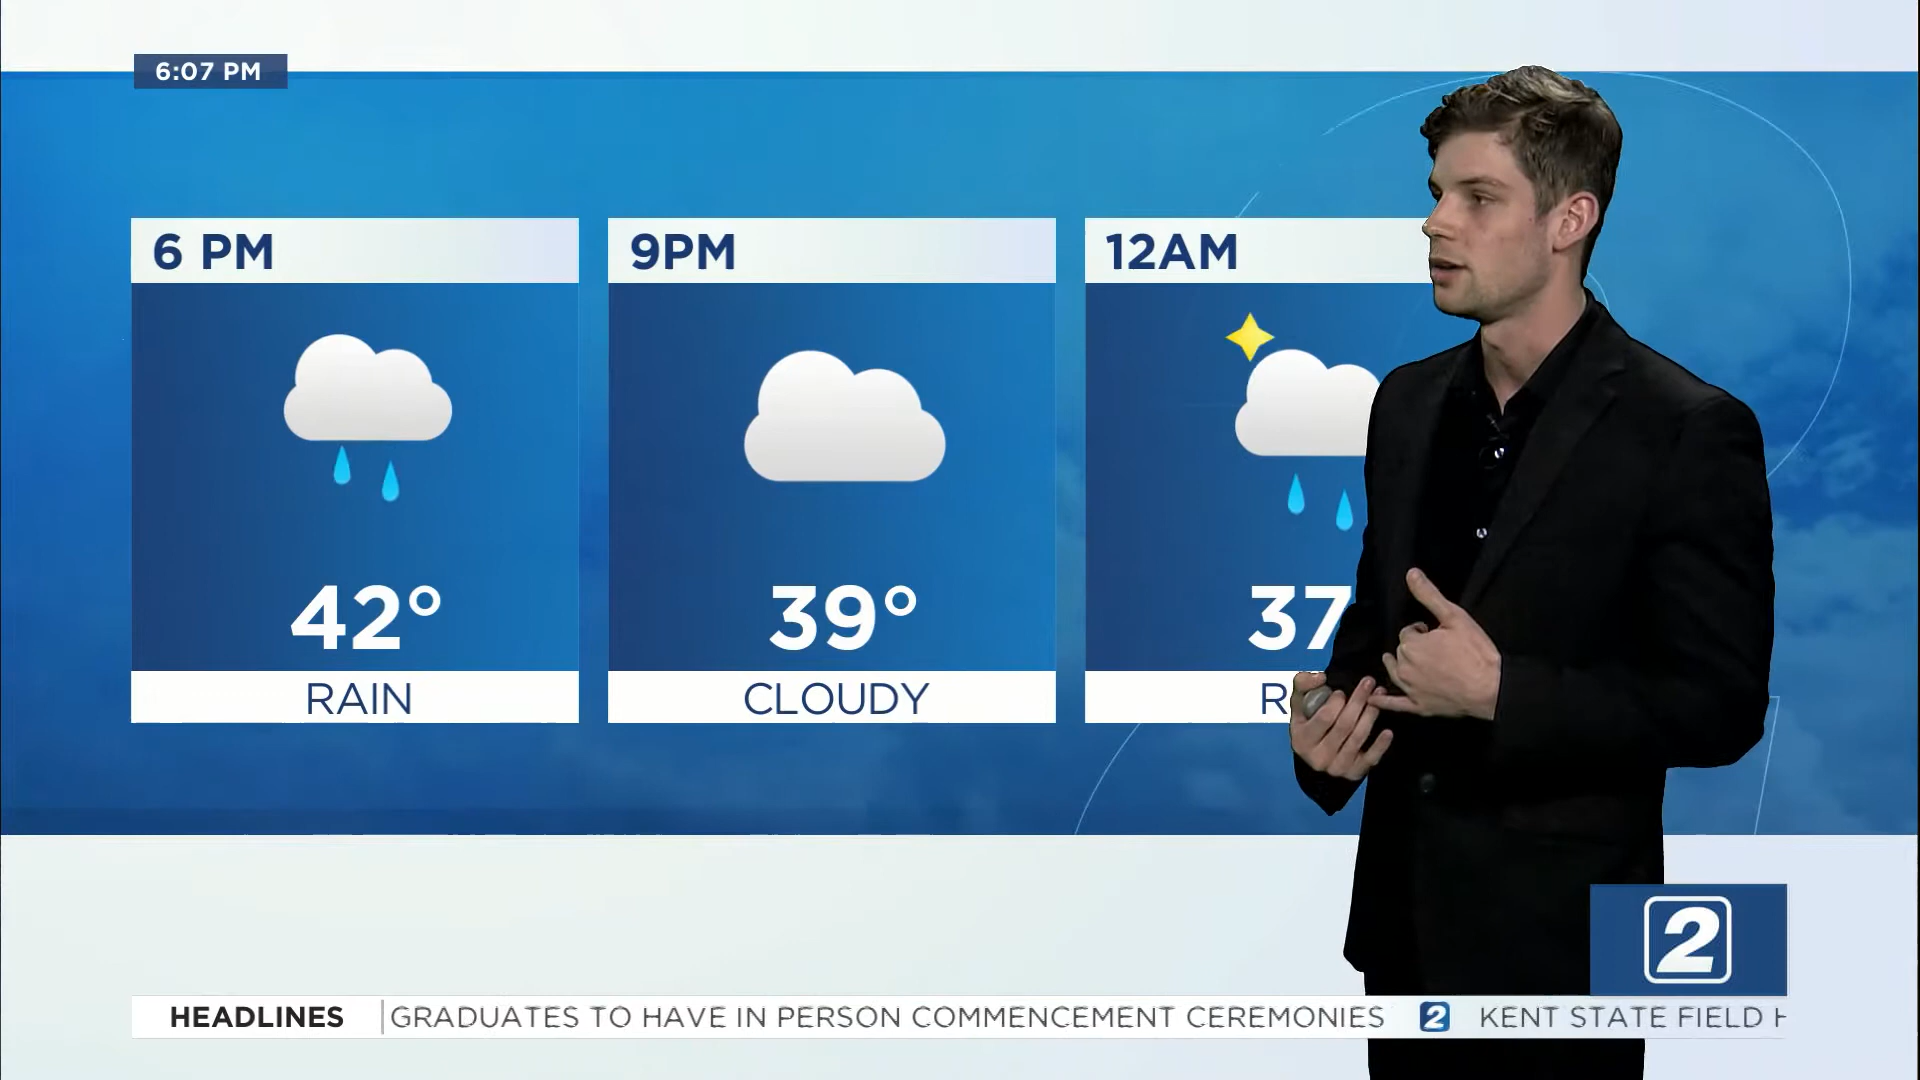 6:07 PM
6 PM
9PM
12AM
42°
39°
37
RAIN
CLOUDY
2
HEADLINES
GRADUATES TO HAVE IN PERSON COMMENCEMENT CEREMONIES 2 KENT STATE FIELD